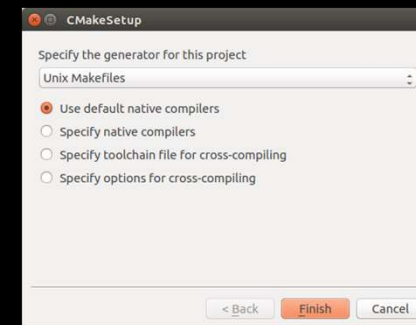 CMakeSetup
Specify the generator for this project
Unix Makefiles
Use default native compilers
Specify native compilers
Specify toolchain file for cross-compiling
Specify options for cross-compiling
< Back Finish Cancel